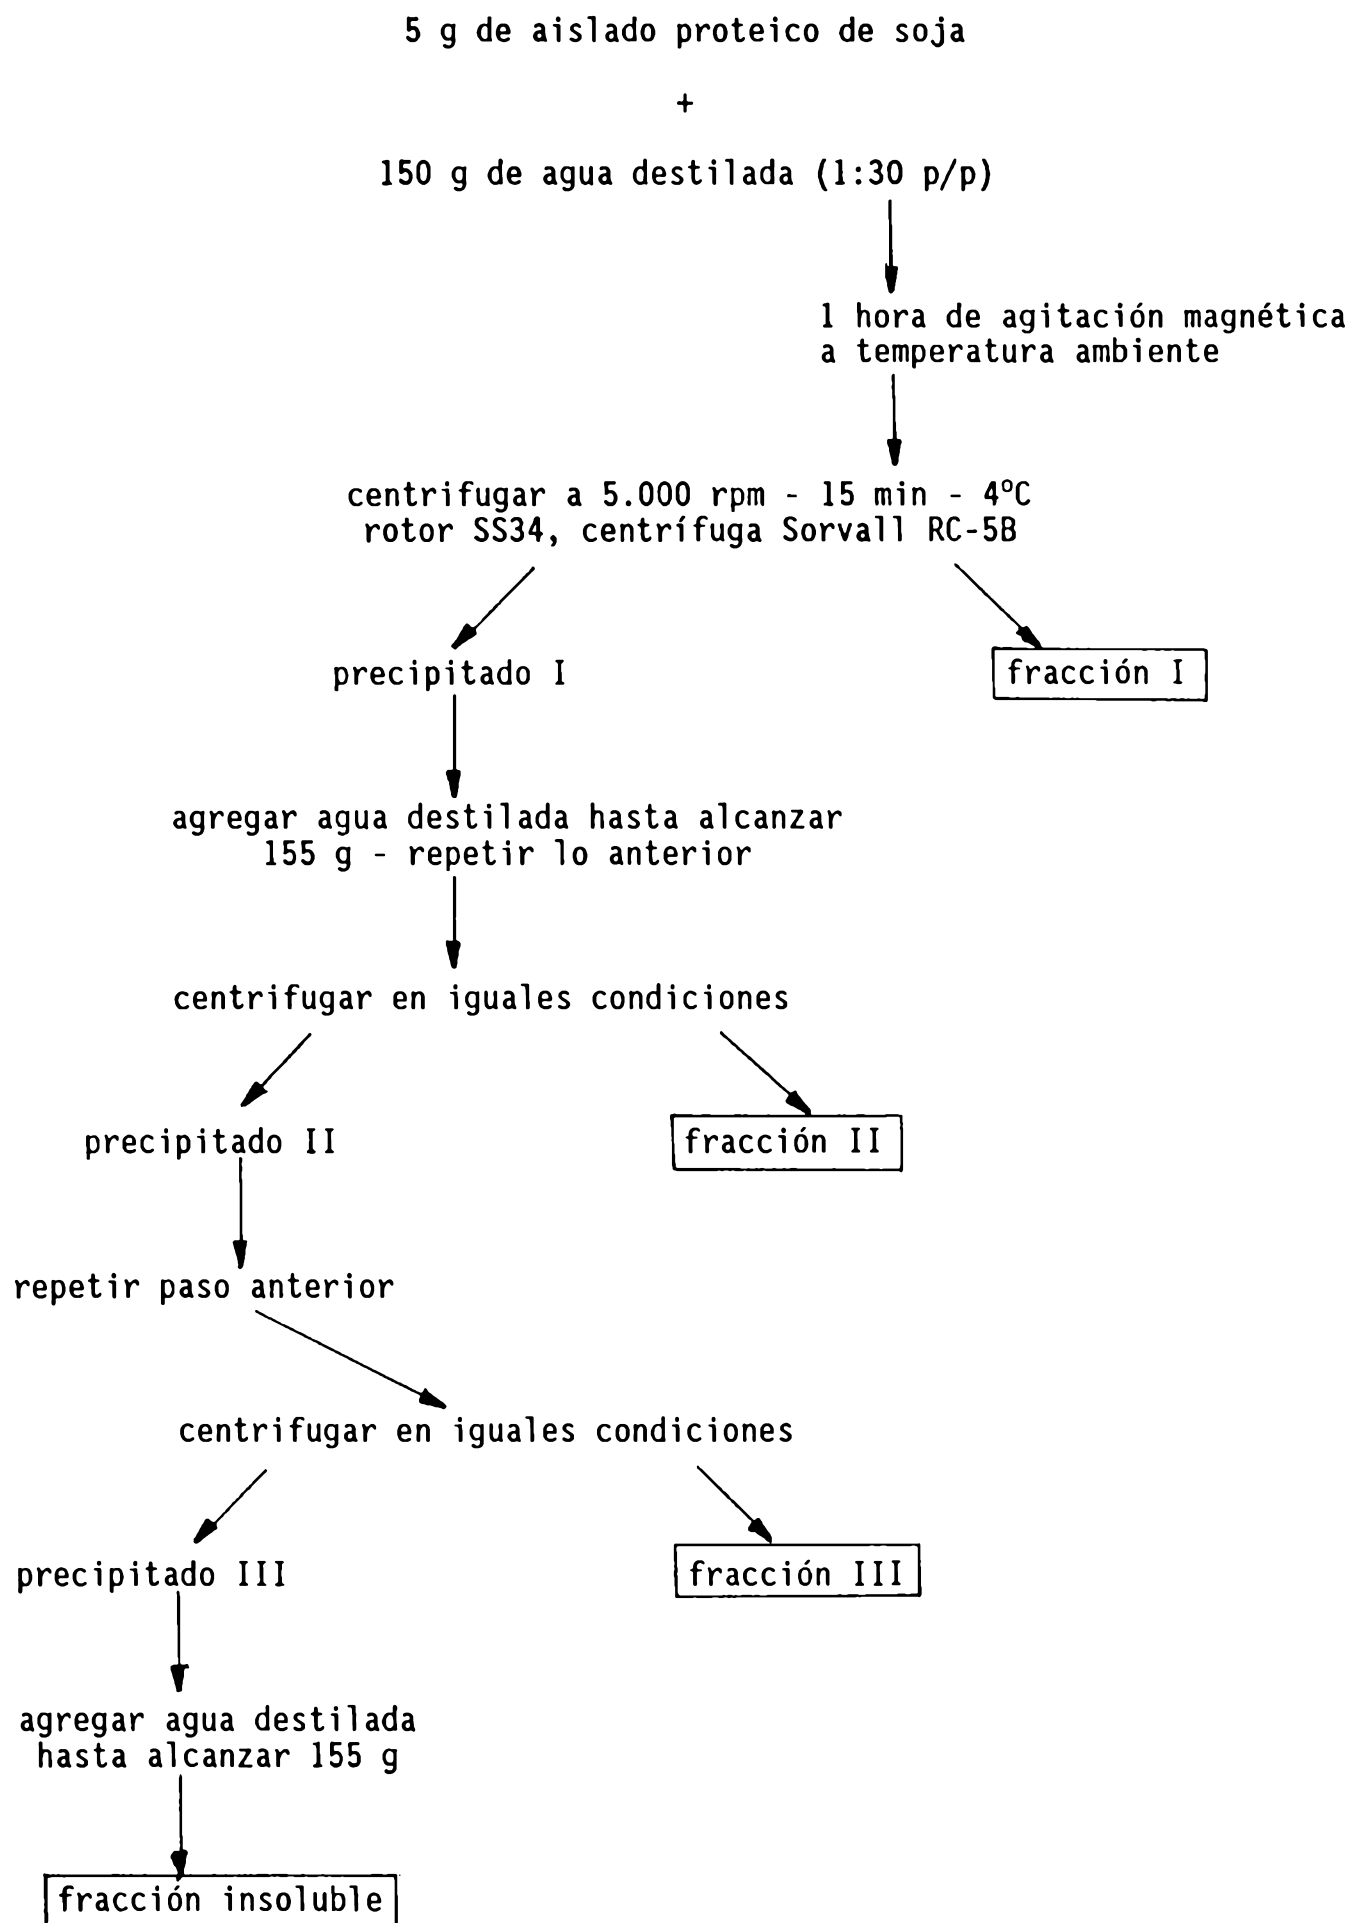 5 g de aislado proteico de soja
+
150 g de agua destilada (1:30 p/p)
1 hora de agitación magnética
a temperatura ambiente
centrifugar a 5.000 rpm - 15 min - 4ºC
rotor SS34, centrífuga Sorvall RC-5B
precipitado I
fracción I
agregar agua destilada hasta alcanzar
155 g - repetir lo anterior
centrifugar en iguales condiciones
precipitado II
fracción II
repetir paso anterior
centrifugar en iguales condiciones
precipitado III
fracción III
agregar agua destilada
hasta alcanzar 155 g
fracción insoluble